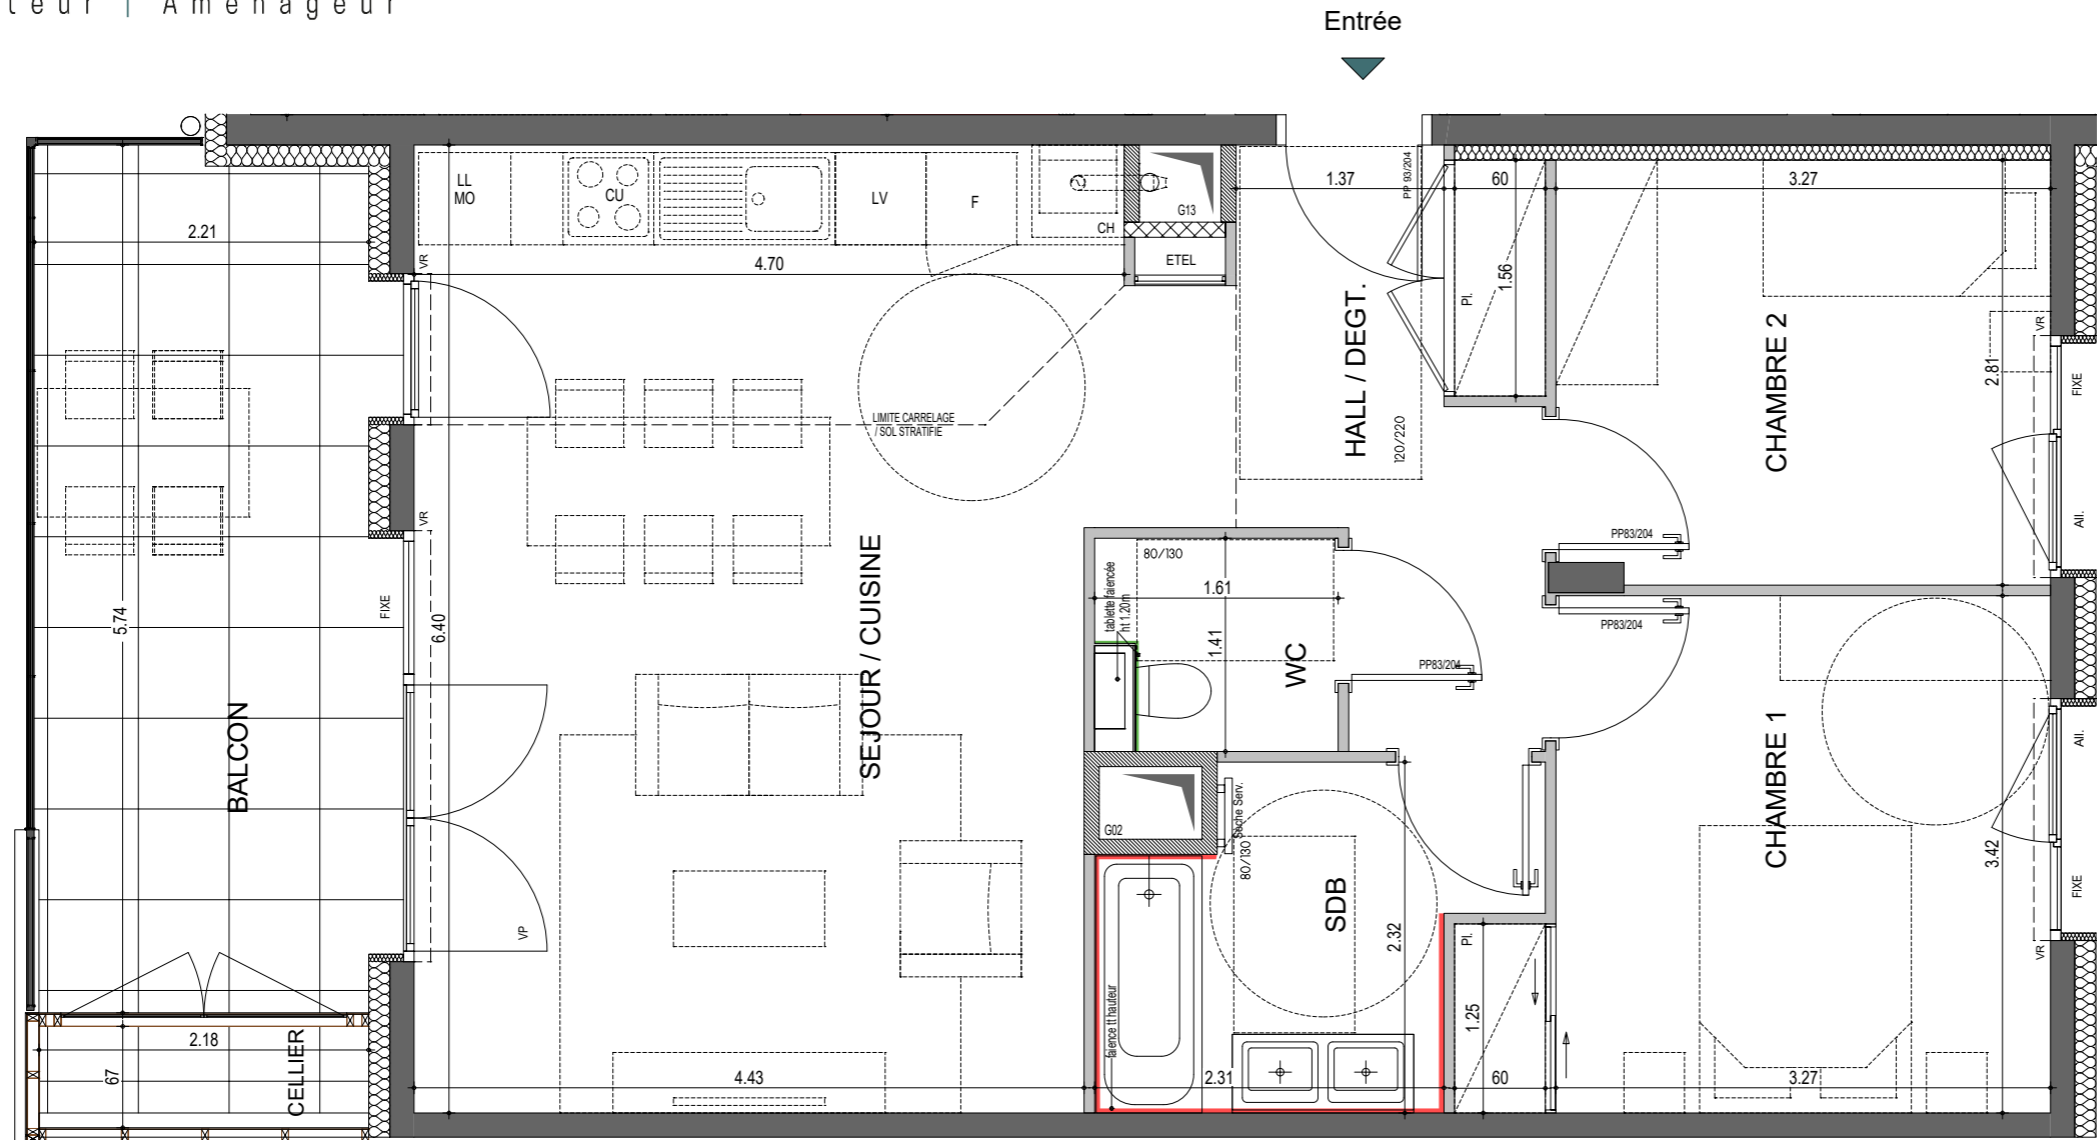 teur | Aménageur
Entrée
LL
MO
CU
LV
F
CH
G13
ETEL
1.37
PP 93/204
60
3.27
2.21
VR
4.70
1.56
Pl.
HALL / DEGT.
120/220
CHAMBRE 2
2.81
VR
FIXE
All.
LIMITE CARRELAGE
/ SOL STRATIFIE
VR
PP83/204
80/130
1.61
tablette faïencée
ht 1.20m
1.41
WC
PP83/204
PP83/204
FIXE
6.40
5.74
SEJOUR / CUISINE
BALCON
CHAMBRE 1
All.
3.42
FIXE
VR
G02
Sèche Serv.
80/130
SDB
2.32
VP
Pl.
1.25
faïence tt hauteur
2.18
67
CELLIER
4.43
2.31
60
3.27